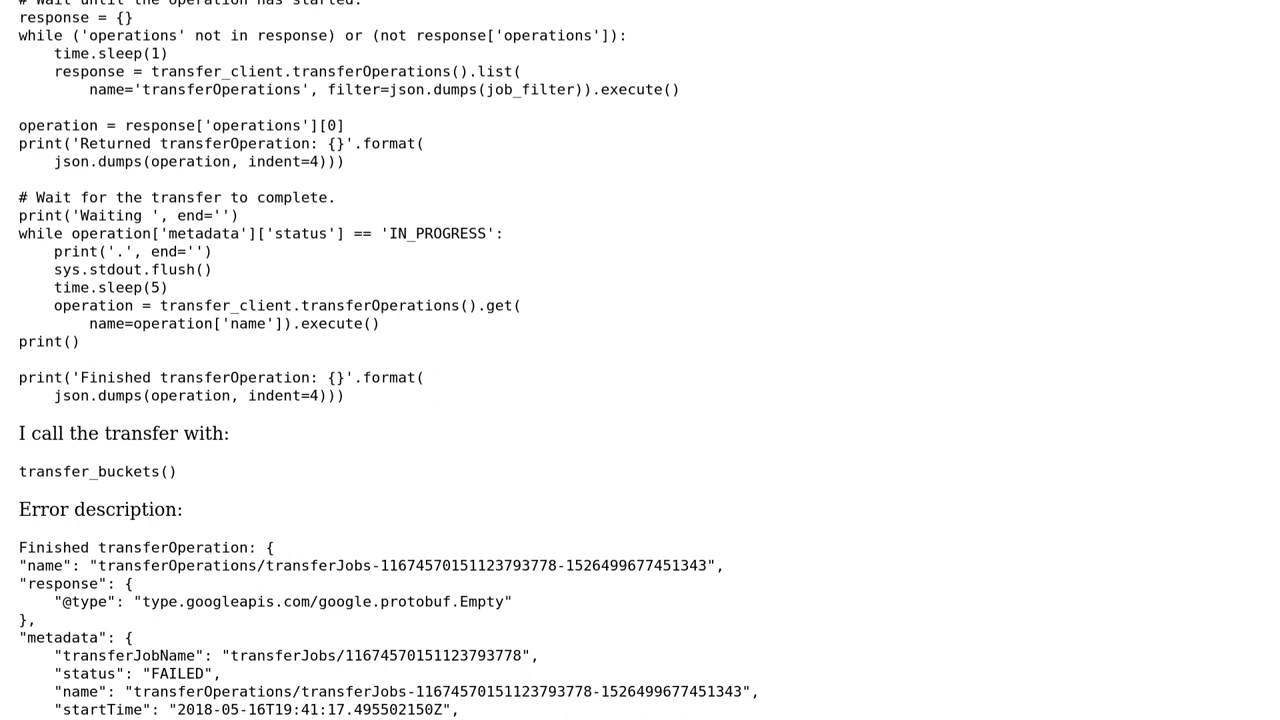 # Wait until the operation has started.
response = {}
while ('operations' not in response) or (not response['operations']):
    time.sleep(1)
    response = transfer_client.transferOperations().list(
        name='transferOperations', filter=json.dumps(job_filter)).execute()

operation = response['operations'][0]
print('Returned transferOperation: {}'.format(
    json.dumps(operation, indent=4)))

# Wait for the transfer to complete.
print('Waiting ', end='')
while operation['metadata']['status'] == 'IN_PROGRESS':
    print('.', end='')
    sys.stdout.flush()
    time.sleep(5)
    operation = transfer_client.transferOperations().get(
        name=operation['name']).execute()
print()

print('Finished transferOperation: {}'.format(
    json.dumps(operation, indent=4)))
I call the transfer with:
transfer_buckets()
Error description:
Finished transferOperation: {
"name": "transferOperations/transferJobs-11674570151123793778-1526499677451343",
"response": {
    "@type": "type.googleapis.com/google.protobuf.Empty"
},
"metadata": {
    "transferJobName": "transferJobs/11674570151123793778",
    "status": "FAILED",
    "name": "transferOperations/transferJobs-11674570151123793778-1526499677451343",
    "startTime": "2018-05-16T19:41:17.495502150Z",